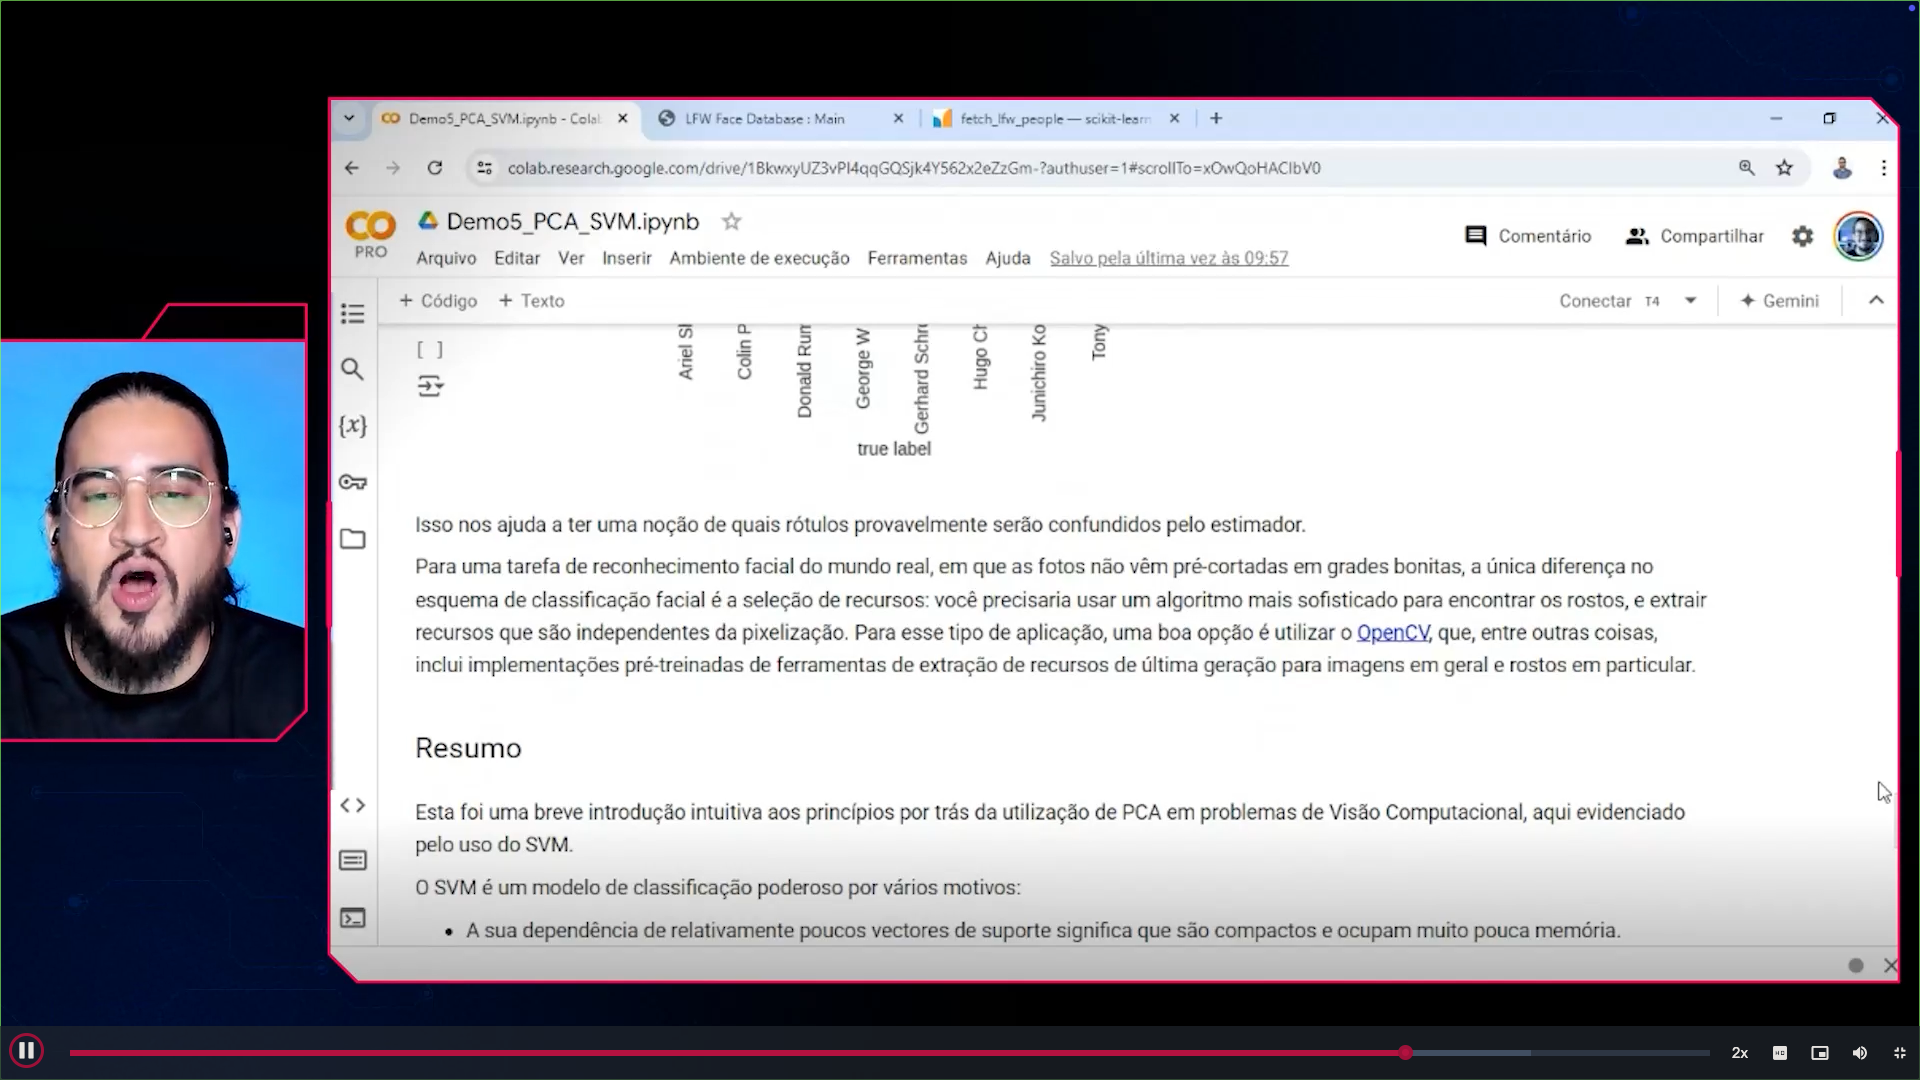 Demo5_PCA_SVM.ipynb - Cola
LFW Face Database : Main
fetch_lfw_people — scikit-learn
colab.research.google.com/drive/1BkwxyUZ3vPI4qqGQSjk4Y562x2eZzGm-?authuser=1#scrollTo=xOwQoHAClbV0
CO
PRO
Demo5_PCA_SVM.ipynb
Comentário
Compartilhar
Arquivo Editar Ver Inserir Ambiente de execução Ferramentas Ajuda Salvo pela última vez às 09:57
+ Código + Texto
Conectar T4
Gemini
[ ]
{x}
Ariel
Colin
Donald
George W
Gerhard
Hugo
Junichiro
Tony
true label
Isso nos ajuda a ter uma noção de quais rótulos provavelmente serão confundidos pelo estimador.
Para uma tarefa de reconhecimento facial do mundo real, em que as fotos não vêm pré-cortadas em grades bonitas, a única diferença no
esquema de classificação facial é a seleção de recursos: você precisaria usar um algoritmo mais sofisticado para encontrar os rostos, e extrair
recursos que são independentes da pixelização. Para esse tipo de aplicação, uma boa opção é utilizar o OpenCV, que, entre outras coisas,
inclui implementações pré-treinadas de ferramentas de extração de recursos de última geração para imagens em geral e rostos em particular.
Resumo
Esta foi uma breve introdução intuitiva aos princípios por trás da utilização de PCA em problemas de Visão Computacional, aqui evidenciado
pelo uso do SVM.
O SVM é um modelo de classificação poderoso por vários motivos:
• A sua dependência de relativamente poucos vectores de suporte significa que são compactos e ocupam muito pouca memória.
2x